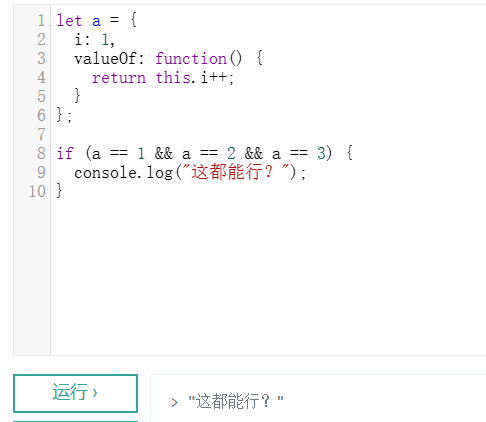 1 let a = {
2   i: 1,
3   valueOf: function() {
4     return this.i++;
5   }
6 };
7
8 if (a == 1 && a == 2 && a == 3) {
9   console.log("这都能行？");
10 }
运行 ›
> "这都能行？"